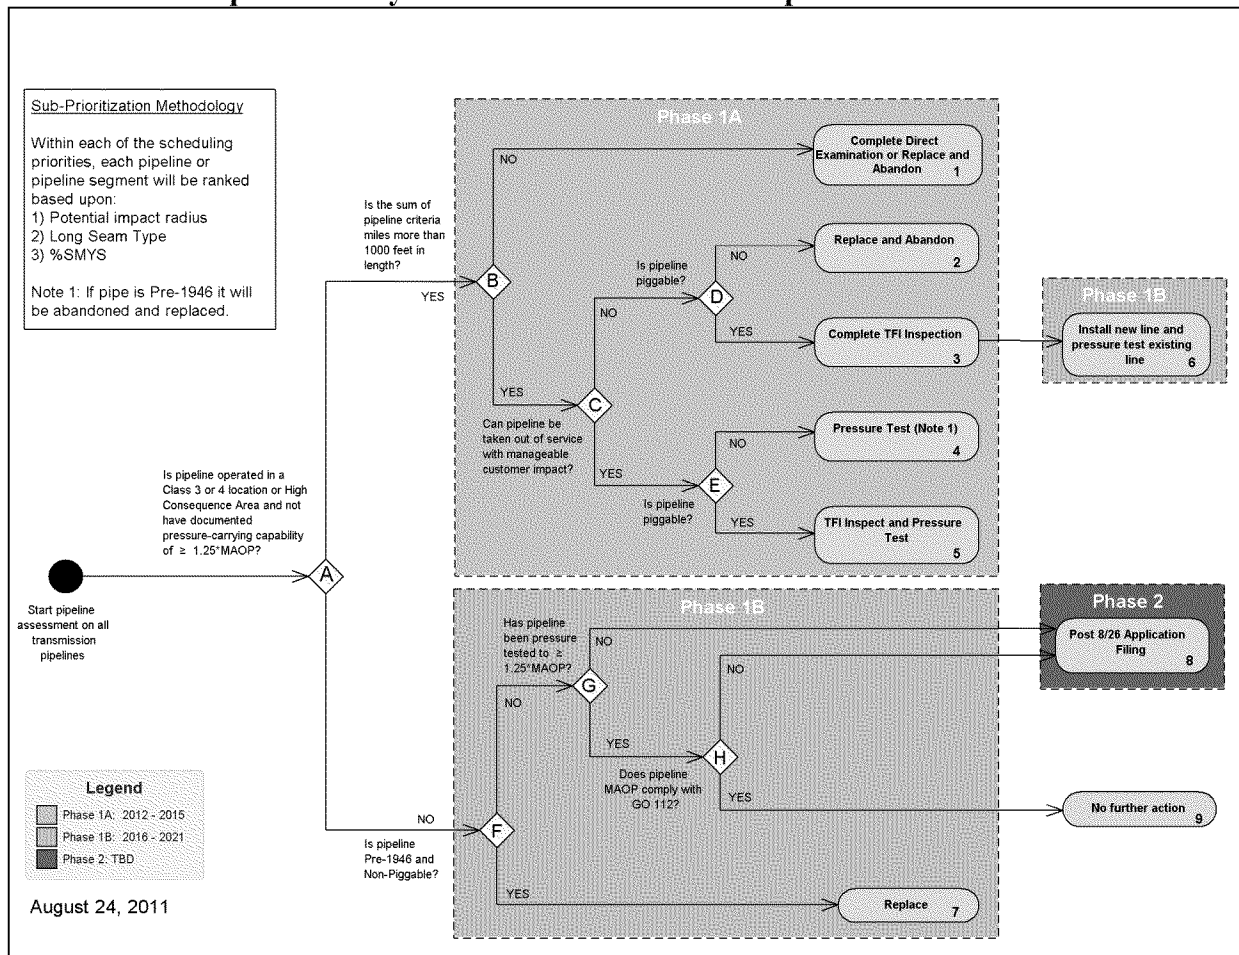 Sub-Prioritization Methodology
Within each of the scheduling
priorities, each pipeline or
pipeline segment will be ranked
based upon:
1) Potential impact radius
2) Long Seam Type
3) %SMYS
Note 1: If pipe is Pre-1946 it will
be abandoned and replaced.
Start pipeline
assessment on all
transmission
pipelines
Is pipeline operated in a
Class 3 or 4 location or High
Consequence Area and not
have documented
pressure-carrying capability
of ≥ 1.25*MAOP?
A
YES
NO
Phase 1A
Is the sum of
pipeline criteria
miles more than
1000 feet in
length?
B
NO
Complete Direct
Examination or Replace and
Abandon
1
YES
C
Can pipeline be
taken out of service
with manageable
customer impact?
NO
Is pipeline
piggable?
D
NO
Replace and Abandon
2
YES
Complete TFI Inspection
3
Phase 1B
Install new line and
pressure test existing
line
6
YES
E
Is pipeline
piggable?
NO
Pressure Test (Note 1)
4
YES
TFI Inspect and Pressure
Test
5
Phase 1B
Is pipeline
Pre-1946 and
Non-Piggable?
F
NO
Has pipeline
been pressure
tested to ≥
1.25*MAOP?
G
NO
Phase 2
Post 8/26 Application
Filing
8
YES
H
Does pipeline
MAOP comply with
GO 112?
NO
YES
No further action
9
YES
Replace
7
Legend
Phase 1A: 2012 - 2015
Phase 1B: 2016 - 2021
Phase 2: TBD
August 24, 2011